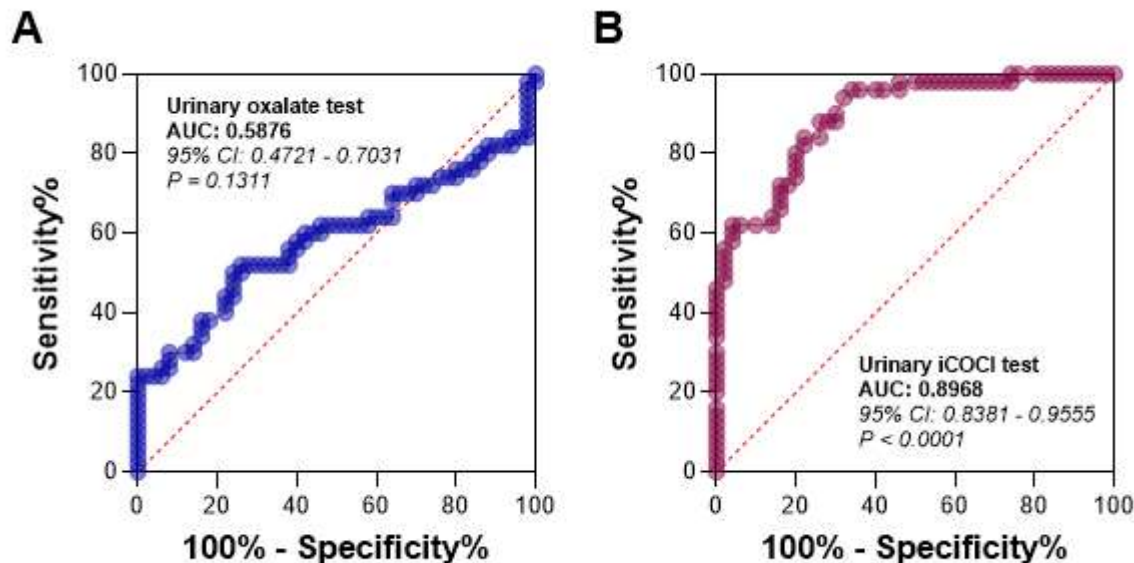 A
Urinary oxalate test
AUC: 0.5876
95% CI: 0.4721 - 0.7031
P = 0.1311
Sensitivity%
100
80
60
40
20
0
0 20 40 60 80 100
100% - Specificity%
B
Sensitivity%
100
80
60
40
20
0
Urinary iCOCI test
AUC: 0.8968
95% CI: 0.8381 - 0.9555
P < 0.0001
0 20 40 60 80 100
100% - Specificity%